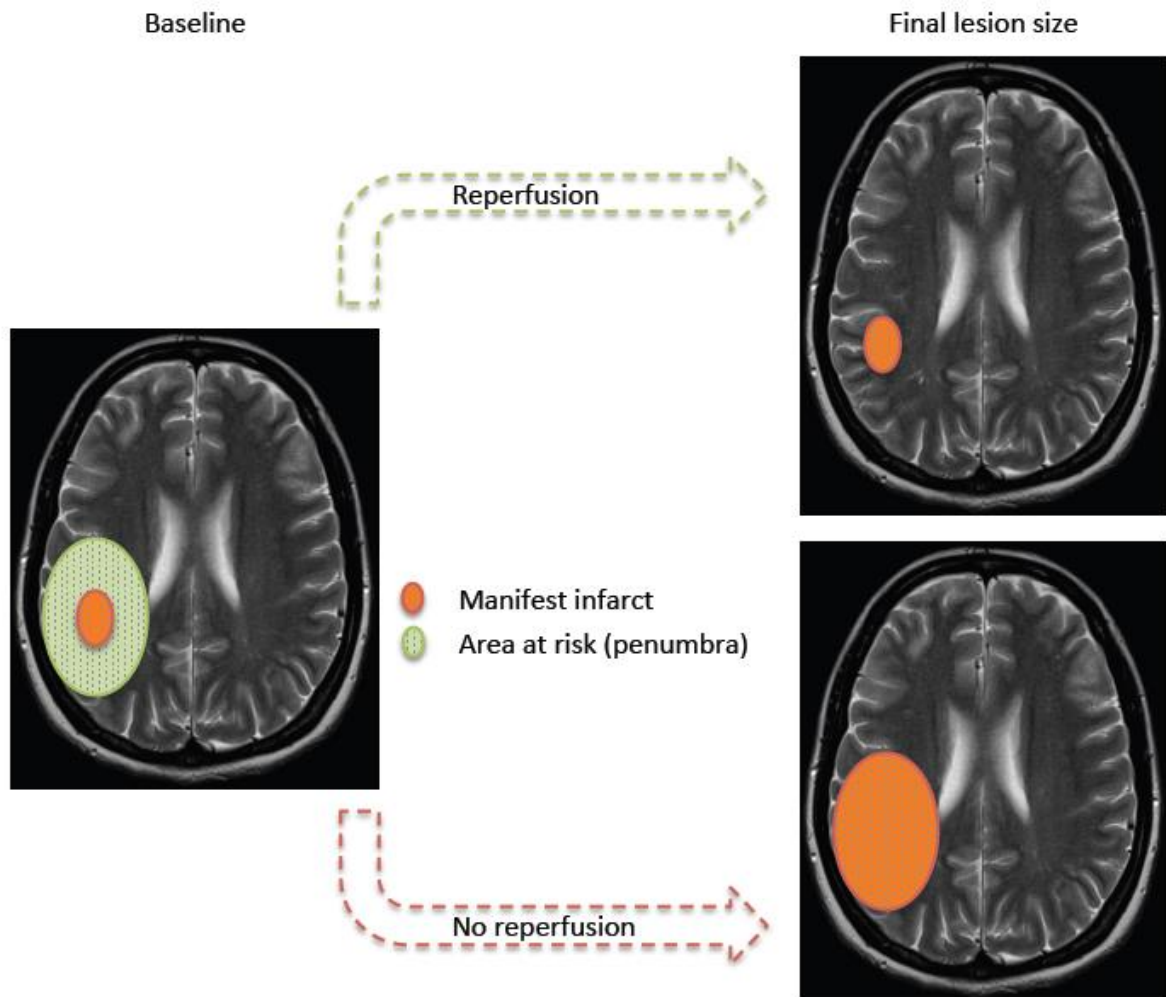 Baseline
Final lesion size
Reperfusion
Manifest infarct
Area at risk (penumbra)
No reperfusion